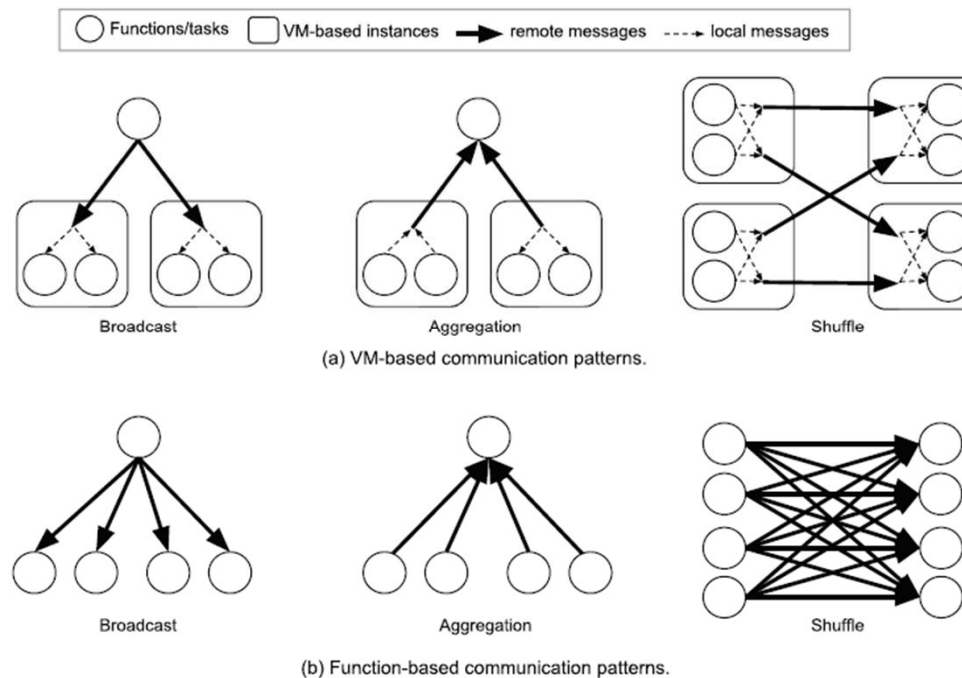 Functions/tasks VM-based instances remote messages local messages
Broadcast Aggregation Shuffle
(a) VM-based communication patterns.
Broadcast Aggregation Shuffle
(b) Function-based communication patterns.